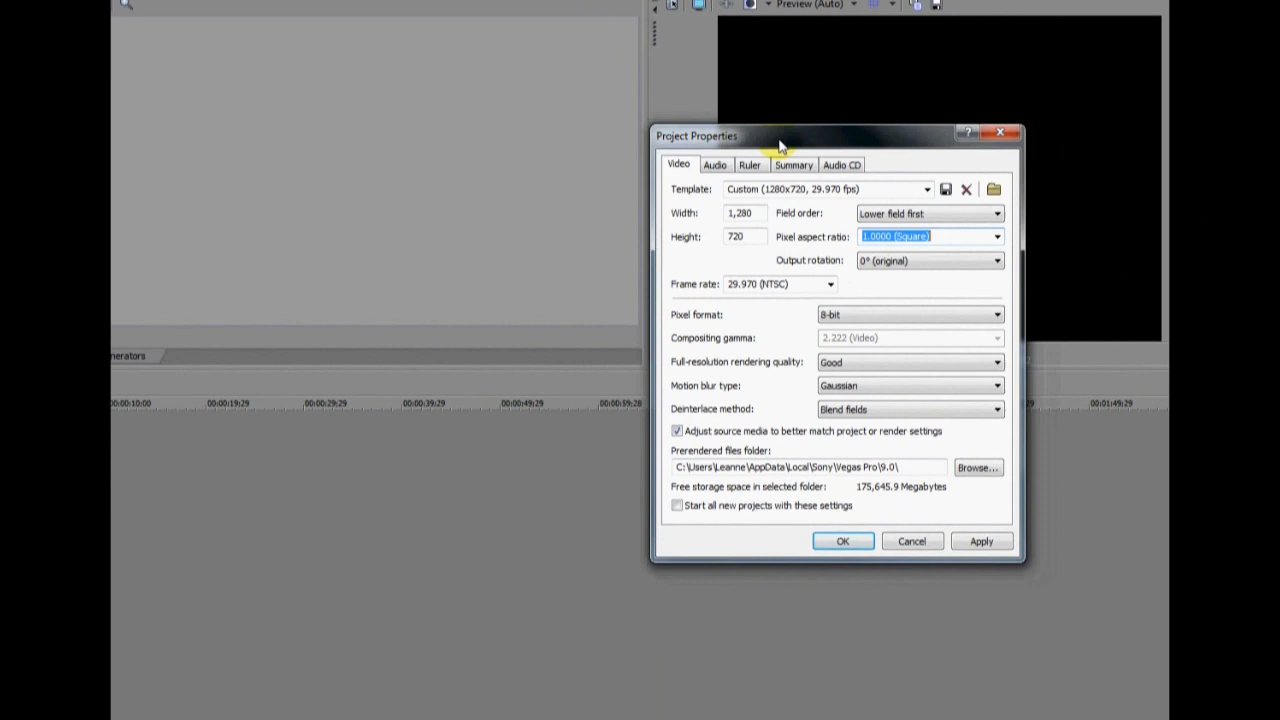 Preview (Auto)
Project Properties
Video Audio Ruler Summary Audio CD
Template: Custom (1280x720, 29.970 fps)
Width: 1,280 Field order: Lower field first
Height: 720 Pixel aspect ratio: 1.0000 (Square)
Output rotation: 0° (original)
Frame rate: 29.970 (NTSC)
Pixel format: 8-bit
Compositing gamma: 2.222 (Video)
nerators
Full-resolution rendering quality: Good
Motion blur type: Gaussian
00:00:10;00 00:00:19;29 00:00:29;29 00:00:39;29 00:00:49;29 00:00:59;28 ;29 00:01:49;29
Deinterlace method: Blend fields
Adjust source media to better match project or render settings
Prerendered files folder:
C:\Users\Leanne\AppData\Local\Sony\Vegas Pro\9.0\ Browse...
Free storage space in selected folder: 175,645.9 Megabytes
Start all new projects with these settings
OK Cancel Apply